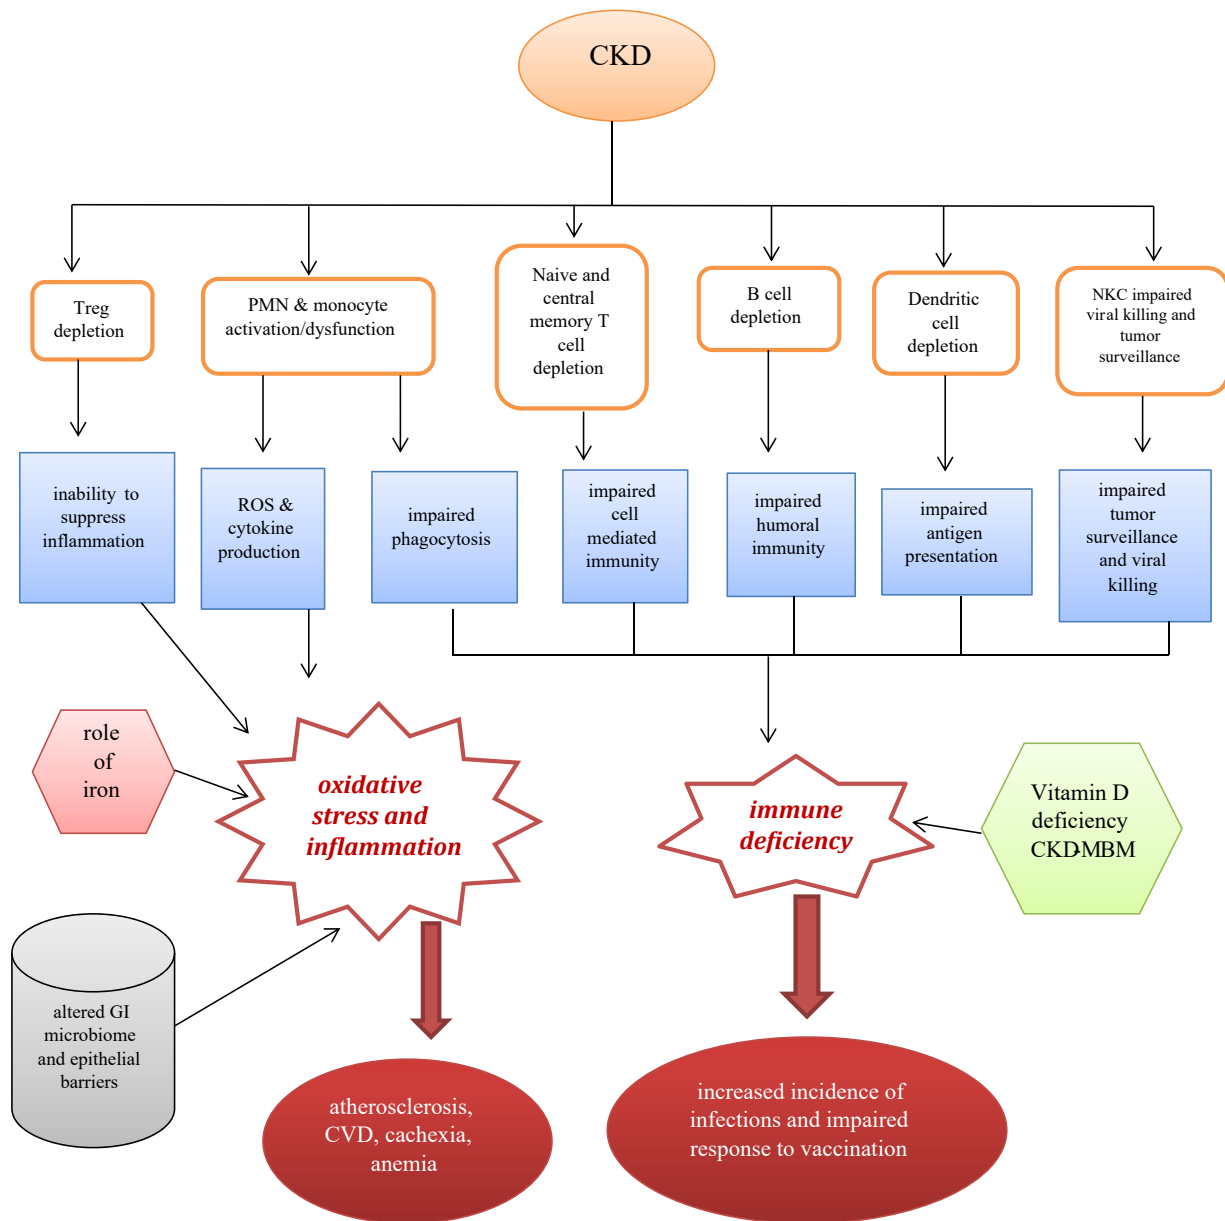 CKD
Treg
depletion
PMN & monocyte
activation/dysfunction
Naive and
central
memory T
cell
depletion
B cell
depletion
Dendritic
cell
depletion
NKC impaired
viral killing and
tumor
surveillance
inability to
suppress
inflammation
ROS &
cytokine
production
impaired
phagocytosis
impaired
cell
mediated
immunity
impaired
humoral
immunity
impaired
antigen
presentation
impaired
tumor
surveillance
and viral
killing
role
of
iron
oxidative
stress and
inflammation
immune
deficiency
Vitamin D
deficiency
CKD-MBM
altered GI
microbiome
and epithelial
barriers
atherosclerosis,
CVD, cachexia,
anemia
increased incidence of
infections and impaired
response to vaccination